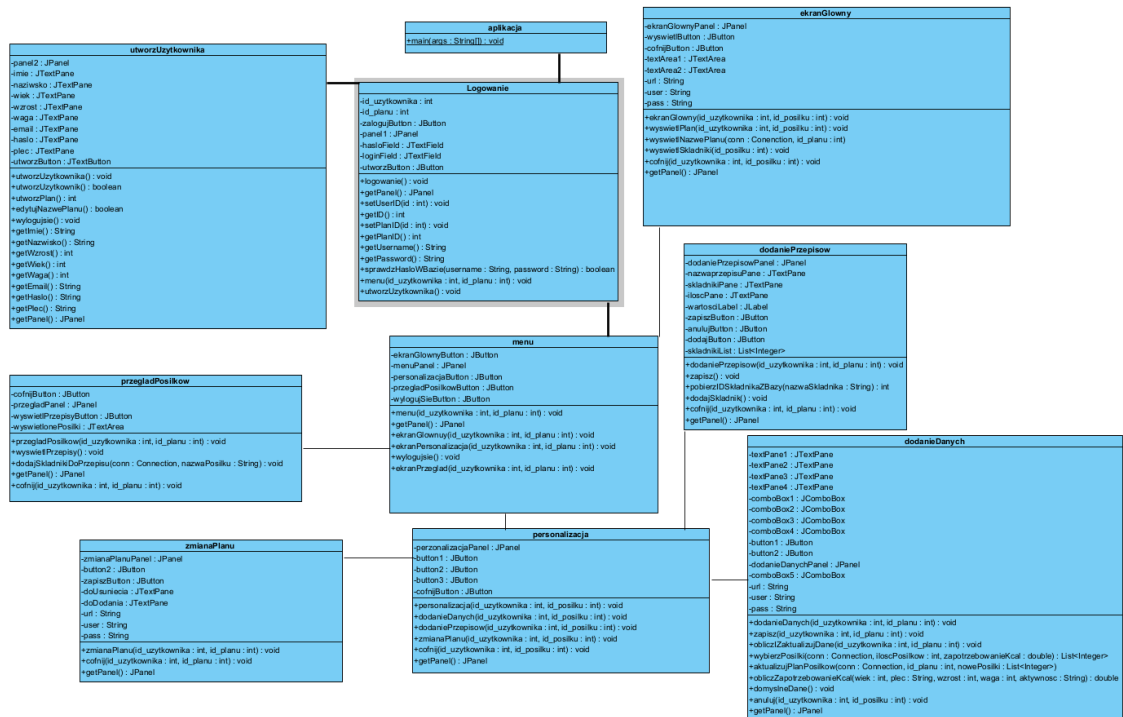 aplikacja
+main(args : String[]) : void
utworzUzytkownika
-panel2 : JPanel
-imie : JTextPane
-naziwsko : JTextPane
-wiek : JTextPane
-wzrost : JTextPane
-waga : JTextPane
-email : JTextPane
-haslo : JTextPane
-plec : JTextPane
-utworzButton : JTextButton
+utworzUzytkownika() : void
+utworzUzytkownik() : boolean
+utworzPlan() : int
+edytujNazwePlanu() : boolean
+wylogujsie() : void
+getImie() : String
+getNazwisko() : String
+getWzrost() : int
+getWiek() : int
+getWaga() : int
+getEmail() : String
+getHaslo() : String
+getPlec() : String
+getPanel() : JPanel
Logowanie
-id_uzytkownika : int
-id_planu : int
-zalogujButton : JButton
-panel1 : JPanel
-hasloField : JTextField
-loginField : JTextField
-utworzButton : JButton
+logowanie() : void
+getPanel() : JPanel
+setUserID(id : int) : void
+getID() : int
+setPlanID(id : int) : void
+getPlanID() : int
+getUsername() : String
+getPassword() : String
+sprawdzHasloWBazie(username : String, password : String) : boolean
+menu(id_uzytkownika : int, id_planu : int) : void
+utworzUzytkownika() : void
ekranGlowny
-ekranGlownyPanel : JPanel
-wyswietlButton : JButton
-cofnijButton : JButton
-textArea1 : JTextArea
-textArea2 : JTextArea
-url : String
-user : String
-pass : String
+ekranGlowny(id_uzytkownika : int, id_posilku : int) : void
+wyswietlPlan(id_uzytkownika : int, id_posilku : int) : void
+wyswietlNazwePlanu(conn : Conenction, id_planu : int)
+wyswietlSkladniki(id_posilku : int) : void
+cofnij(id_uzytkownika : int, id_posilku : int) : void
+getPanel() : JPanel
dodaniePrzepisow
-dodaniePrzepisowPanel : JPanel
-nazwaprzepisuPane : JTextPane
-skladnikiPane : JTextPane
-iloscPane : JTextPane
-wartosciLabel : JLabel
-zapiszButton : JButton
-anulujButton : JButton
-dodajButton : JButton
-skladnikiList : List<Integer>
+dodaniePrzepisow(id_uzytkownika : int, id_planu : int) : void
+zapisz() : void
+pobierzIDSkladnikaZBazy(nazwaSkladnika : String) : int
+dodajSkladnik() : void
+cofnij(id_uzytkownika : int, id_planu : int) : void
+getPanel() : JPanel
menu
-ekranGlownyButton : JButton
-menuPanel : JPanel
-personalizacjaButton : JButton
-przegladPosilkowButton : JButton
-wylogujSieButton : JButton
+menu(id_uzytkownika : int, id_planu : int) : void
+getPanel() : JPanel
+ekranGlownuy(id_uzytkownika : int, id_planu : int) : void
+ekranPersonalizacja(id_uzytkownika : int, id_planu : int) : void
+wylogujsie() : void
+ekranPrzeglad(id_uzytkownika : int, id_planu : int) : void
przegladPosilkow
-cofnijButton : JButton
-przegladPanel : JPanel
-wyswietlPrzepisyButton : JButton
-wyswietlonePosilki : JTextArea
+przegladPosilkow(id_uzytkownika : int, id_planu : int) : void
+wyswietlPrzepisy() : void
+dodajSkladnikiDoPrzepisu(conn : Connection, nazwaPosilku : String) : void
+getPanel() : JPanel
+cofnij(id_uzytkownika : int, id_planu : int) : void
dodanieDanych
-textPane1 : JTextPane
-textPane2 : JTextPane
-textPane3 : JTextPane
-textPane4 : JTextPane
-comboBox1 : JComboBox
-comboBox2 : JComboBox
-comboBox3 : JComboBox
-comboBox4 : JComboBox
-button1 : JButton
-button2 : JButton
-dodanieDanychPanel : JPanel
-comboBox5 : JComboBox
-url : String
-user : String
-pass : String
+dodanieDanych(id_uzytkownika : int, id_planu : int) : void
+zapisz(id_uzytkownika : int, id_planu : int) : void
+obliczIZaktualizujDane(id_uzytkownika : int, id_planu : int) : void
+wybierzPosilki(conn : Connection, iloscPosilkow : int, zapotrzebowanieKcal : double) : List<Integer>
+aktualizujPlanPosilkow(conn : Connection, id_planu : int, nowePosilki : List<Integer>)
+obliczZapotrzebowanieKcal(wiek : int, plec : String, wzrost : int, waga : int, aktywnosc : String) : double
+domyslneDane() : void
+anuluj(id_uzytkownika : int, id_planu : int) : void
+getPanel() : JPanel
personalizacja
-perzonalizacjaPanel : JPanel
-button1 : JButton
-button2 : JButton
-button3 : JButton
-cofnijButton : JButton
+personalizacja(id_uzytkownika : int, id_posilku : int) : void
+dodanieDanych(id_uzytkownika : int, id_posilku : int) : void
+dodaniePrzepisow(id_uzytkownika : int, id_posilku : int) : void
+zmianaPlanu(id_uzytkownika : int, id_posilku : int) : void
+cofnij(id_uzytkownika : int, id_posilku : int) : void
+getPanel() : JPanel
zmianaPlanu
-zmianaPlanuPanel : JPanel
-button2 : JButton
-zapiszButton : JButton
-doUsuniecia : JTextPane
-doDodania : JTextPane
-url : String
-user : String
-pass : String
+zmianaPlanu(id_uzytkownika : int, id_planu : int) : void
+cofnij(id_uzytkownika : int, id_planu : int) : void
+getPanel() : JPanel